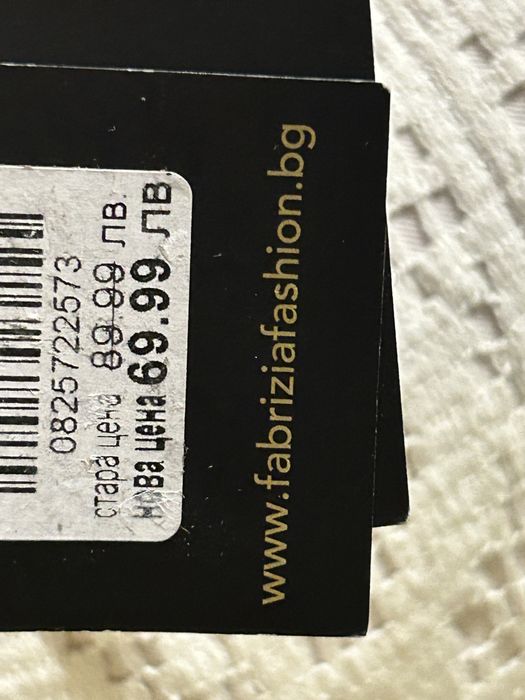 0825722573
стара цена 89.99 лв.
Нова цена 69.99 лв
www.fabriziafashion.bg